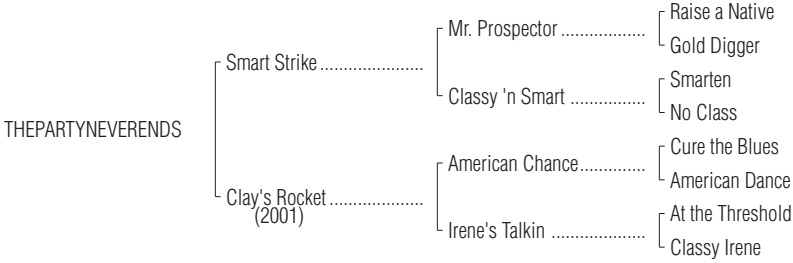 Raise a Native
Mr. Prospector ..................
Gold Digger
Smart Strike ......................
Smarten
Classy 'n Smart ................
No Class
THEPARTYNEVERENDS
Cure the Blues
American Chance..............
American Dance
Clay's Rocket ....................
(2001)
At the Threshold
Irene's Talkin ....................
Classy Irene